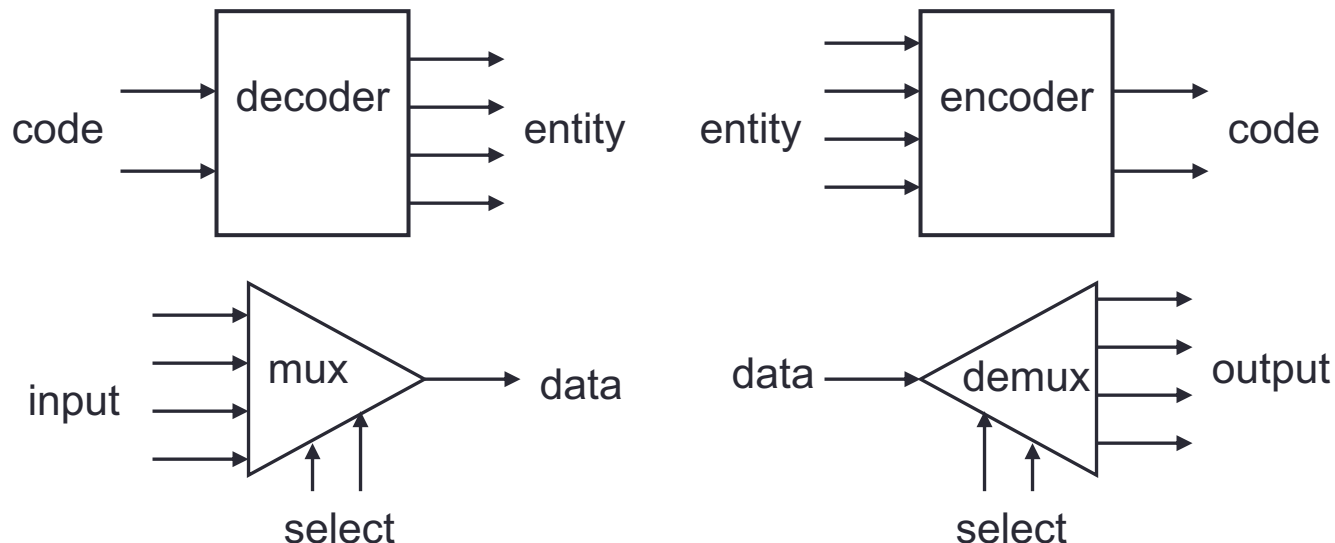 decoder
code
entity
encoder
entity
code
mux
input
data
select
data
demux
output
select